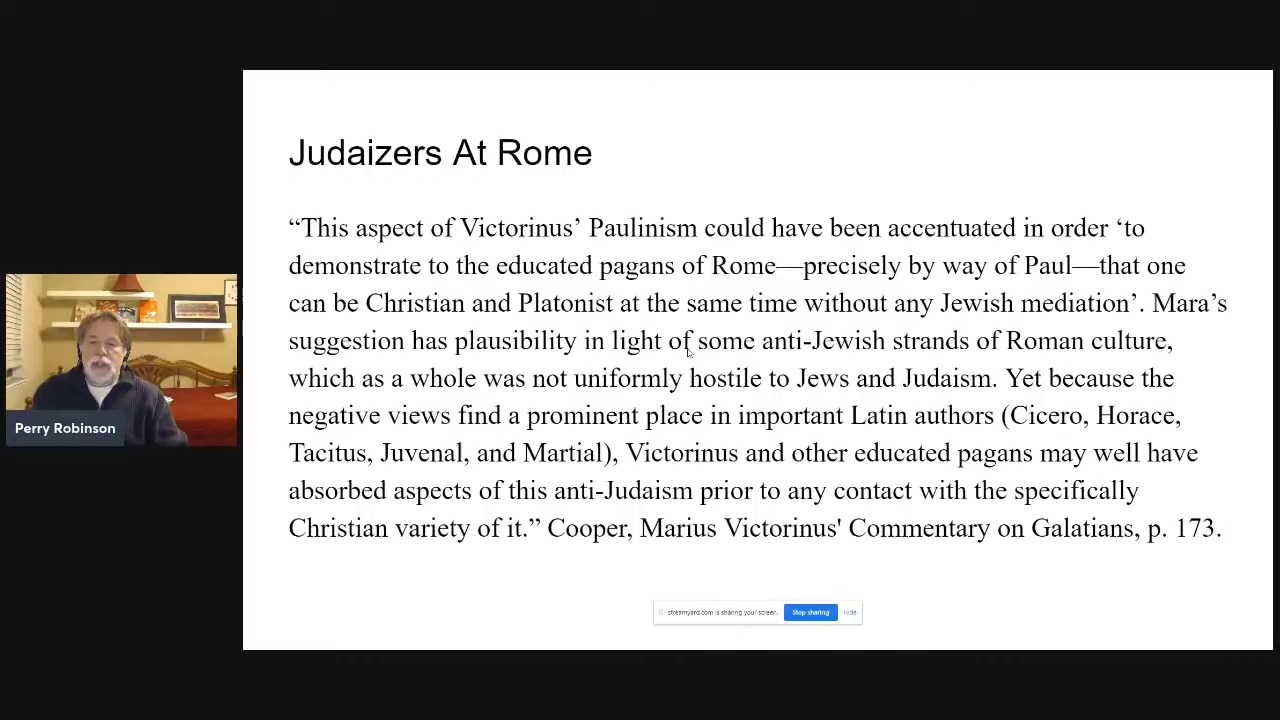 Judaizers At Rome
“This aspect of Victorinus’ Paulinism could have been accentuated in order ‘to
demonstrate to the educated pagans of Rome—precisely by way of Paul—that one
can be Christian and Platonist at the same time without any Jewish mediation’. Mara’s
suggestion has plausibility in light of some anti-Jewish strands of Roman culture,
which as a whole was not uniformly hostile to Jews and Judaism. Yet because the
negative views find a prominent place in important Latin authors (Cicero, Horace,
Tacitus, Juvenal, and Martial), Victorinus and other educated pagans may well have
absorbed aspects of this anti-Judaism prior to any contact with the specifically
Christian variety of it.” Cooper, Marius Victorinus' Commentary on Galatians, p. 173.
Perry Robinson
streamyard.com is sharing your screen. Stop sharing Hide